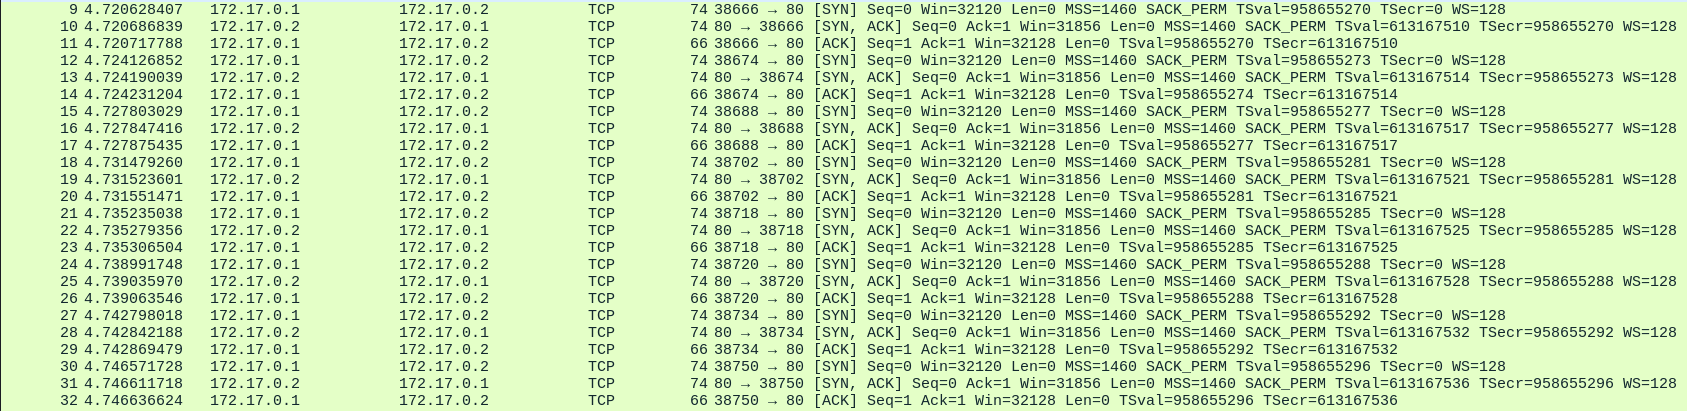 9 4.720628407 172.17.0.1 172.17.0.2 TCP 74 38666 → 80 [SYN] Seq=0 Win=32120 Len=0 MSS=1460 SACK_PERM TSval=958655270 TSecr=0 WS=128
10 4.720686839 172.17.0.2 172.17.0.1 TCP 74 80 → 38666 [SYN, ACK] Seq=0 Ack=1 Win=31856 Len=0 MSS=1460 SACK_PERM TSval=613167510 TSecr=958655270 WS=128
11 4.720717788 172.17.0.1 172.17.0.2 TCP 66 38666 → 80 [ACK] Seq=1 Ack=1 Win=32128 Len=0 TSval=958655270 TSecr=613167510
12 4.724126852 172.17.0.1 172.17.0.2 TCP 74 38674 → 80 [SYN] Seq=0 Win=32120 Len=0 MSS=1460 SACK_PERM TSval=958655273 TSecr=0 WS=128
13 4.724190039 172.17.0.2 172.17.0.1 TCP 74 80 → 38674 [SYN, ACK] Seq=0 Ack=1 Win=31856 Len=0 MSS=1460 SACK_PERM TSval=613167514 TSecr=958655273 WS=128
14 4.724231204 172.17.0.1 172.17.0.2 TCP 66 38674 → 80 [ACK] Seq=1 Ack=1 Win=32128 Len=0 TSval=958655274 TSecr=613167514
15 4.727803029 172.17.0.1 172.17.0.2 TCP 74 38688 → 80 [SYN] Seq=0 Win=32120 Len=0 MSS=1460 SACK_PERM TSval=958655277 TSecr=0 WS=128
16 4.727847416 172.17.0.2 172.17.0.1 TCP 74 80 → 38688 [SYN, ACK] Seq=0 Ack=1 Win=31856 Len=0 MSS=1460 SACK_PERM TSval=613167517 TSecr=958655277 WS=128
17 4.727875435 172.17.0.1 172.17.0.2 TCP 66 38688 → 80 [ACK] Seq=1 Ack=1 Win=32128 Len=0 TSval=958655277 TSecr=613167517
18 4.731479260 172.17.0.1 172.17.0.2 TCP 74 38702 → 80 [SYN] Seq=0 Win=32120 Len=0 MSS=1460 SACK_PERM TSval=958655281 TSecr=0 WS=128
19 4.731523601 172.17.0.2 172.17.0.1 TCP 74 80 → 38702 [SYN, ACK] Seq=0 Ack=1 Win=31856 Len=0 MSS=1460 SACK_PERM TSval=613167521 TSecr=958655281 WS=128
20 4.731551471 172.17.0.1 172.17.0.2 TCP 66 38702 → 80 [ACK] Seq=1 Ack=1 Win=32128 Len=0 TSval=958655281 TSecr=613167521
21 4.735235038 172.17.0.1 172.17.0.2 TCP 74 38718 → 80 [SYN] Seq=0 Win=32120 Len=0 MSS=1460 SACK_PERM TSval=958655285 TSecr=0 WS=128
22 4.735279356 172.17.0.2 172.17.0.1 TCP 74 80 → 38718 [SYN, ACK] Seq=0 Ack=1 Win=31856 Len=0 MSS=1460 SACK_PERM TSval=613167525 TSecr=958655285 WS=128
23 4.735306504 172.17.0.1 172.17.0.2 TCP 66 38718 → 80 [ACK] Seq=1 Ack=1 Win=32128 Len=0 TSval=958655285 TSecr=613167525
24 4.738991748 172.17.0.1 172.17.0.2 TCP 74 38720 → 80 [SYN] Seq=0 Win=32120 Len=0 MSS=1460 SACK_PERM TSval=958655288 TSecr=0 WS=128
25 4.739035970 172.17.0.2 172.17.0.1 TCP 74 80 → 38720 [SYN, ACK] Seq=0 Ack=1 Win=31856 Len=0 MSS=1460 SACK_PERM TSval=613167528 TSecr=958655288 WS=128
26 4.739063546 172.17.0.1 172.17.0.2 TCP 66 38720 → 80 [ACK] Seq=1 Ack=1 Win=32128 Len=0 TSval=958655288 TSecr=613167528
27 4.742798018 172.17.0.1 172.17.0.2 TCP 74 38734 → 80 [SYN] Seq=0 Win=32120 Len=0 MSS=1460 SACK_PERM TSval=958655292 TSecr=0 WS=128
28 4.742842188 172.17.0.2 172.17.0.1 TCP 74 80 → 38734 [SYN, ACK] Seq=0 Ack=1 Win=31856 Len=0 MSS=1460 SACK_PERM TSval=613167532 TSecr=958655292 WS=128
29 4.742869479 172.17.0.1 172.17.0.2 TCP 66 38734 → 80 [ACK] Seq=1 Ack=1 Win=32128 Len=0 TSval=958655292 TSecr=613167532
30 4.746571728 172.17.0.1 172.17.0.2 TCP 74 38750 → 80 [SYN] Seq=0 Win=32120 Len=0 MSS=1460 SACK_PERM TSval=958655296 TSecr=0 WS=128
31 4.746611718 172.17.0.2 172.17.0.1 TCP 74 80 → 38750 [SYN, ACK] Seq=0 Ack=1 Win=31856 Len=0 MSS=1460 SACK_PERM TSval=613167536 TSecr=958655296 WS=128
32 4.746636624 172.17.0.1 172.17.0.2 TCP 66 38750 → 80 [ACK] Seq=1 Ack=1 Win=32128 Len=0 TSval=958655296 TSecr=613167536